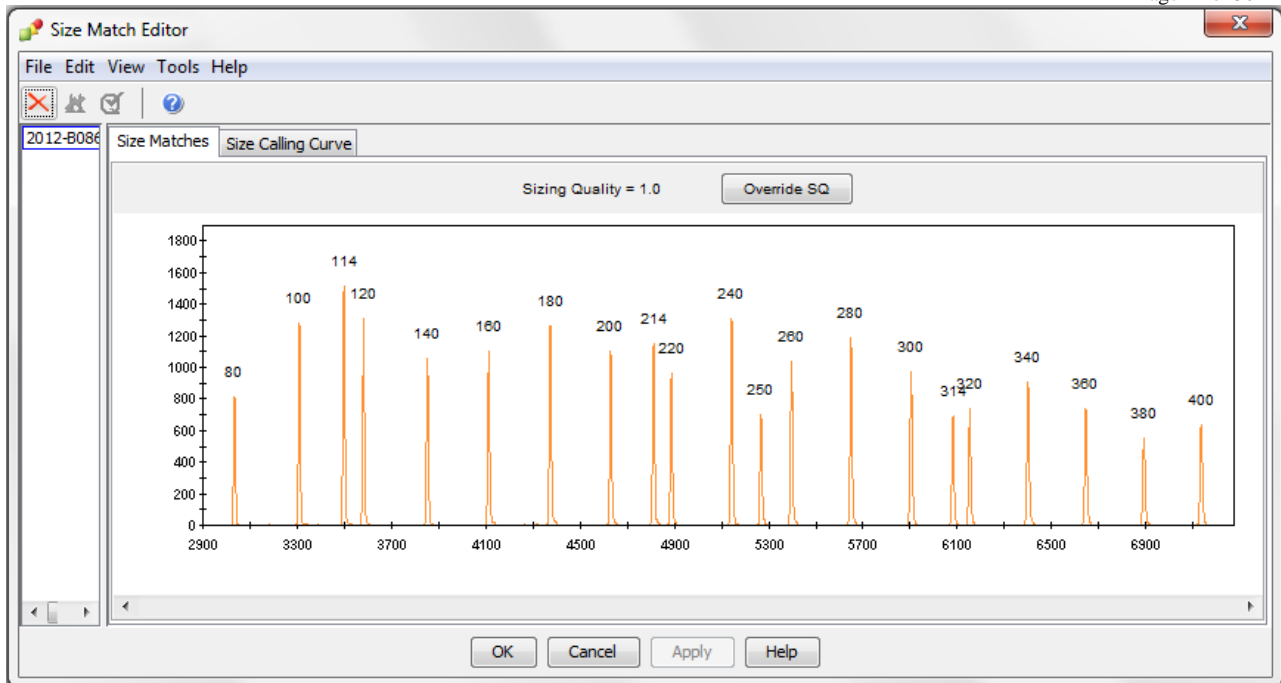 Size Match Editor
File Edit View Tools Help
2012-B086
Size Matches Size Calling Curve
Sizing Quality = 1.0 Override SQ
1800
1600
1400
1200
1000
800
600
400
200
0
80 100 114 120 140 160 180 200 214 220 240 250 260 280 300 314 320 340 360 380 400
2900 3300 3700 4100 4500 4900 5300 5700 6100 6500 6900
OK Cancel Apply Help